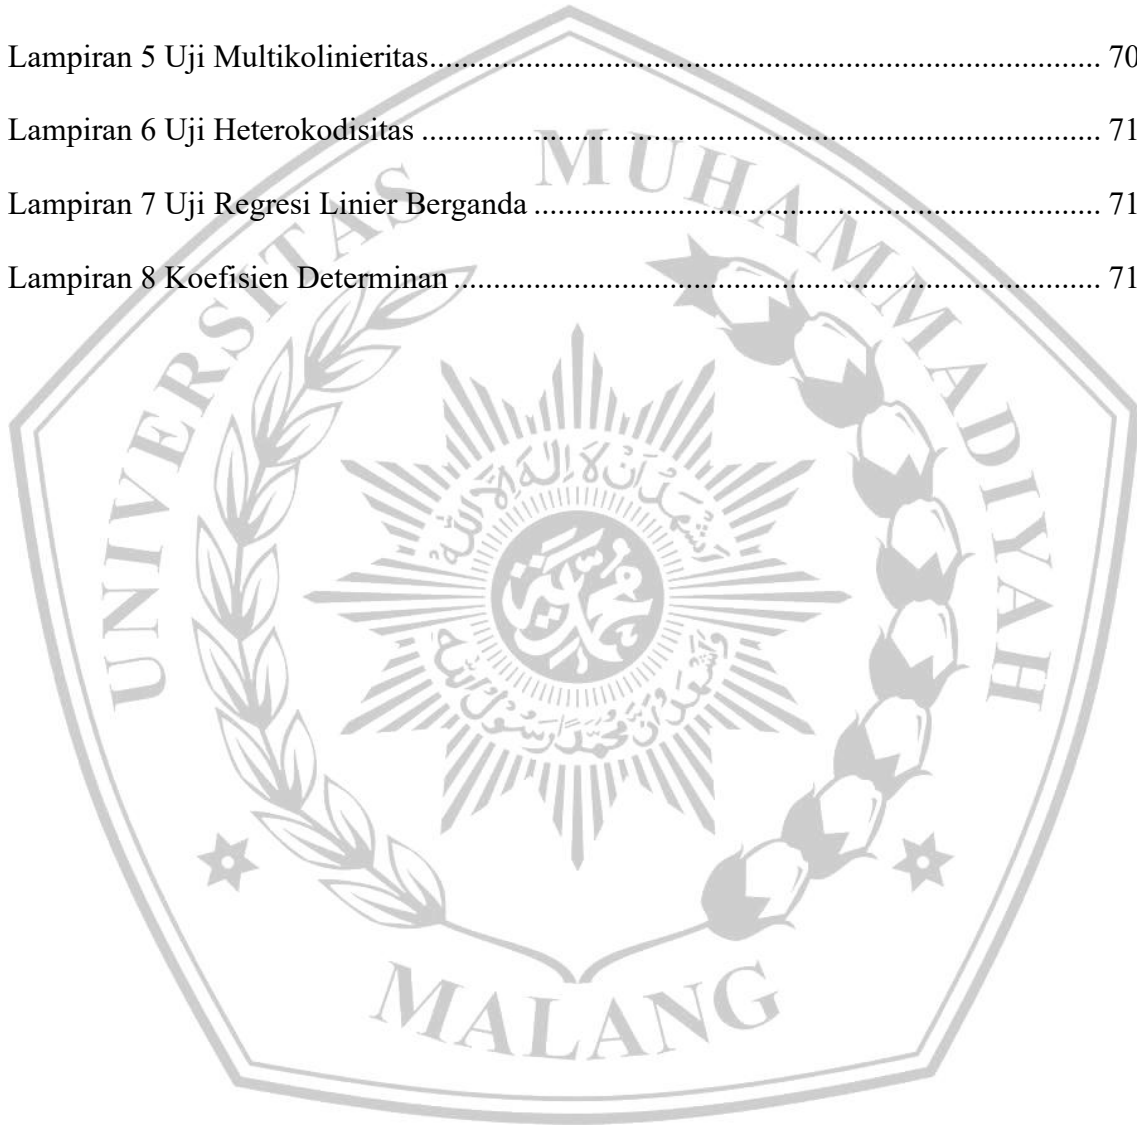 Lampiran 5 Uji Multikolinieritas.................................................................................... 70
Lampiran 6 Uji Heterokodisitas ..................................................................................... 71
Lampiran 7 Uji Regresi Linier Berganda ....................................................................... 71
Lampiran 8 Koefisien Determinan ................................................................................. 71
UNIVERSITAS MUHAMMADIYAH
MALANG